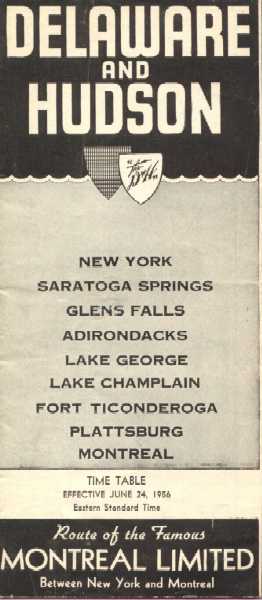 DELAWARE
AND
HUDSON
The
D&H
NEW YORK
SARATOGA SPRINGS
GLENS FALLS
ADIRONDACKS
LAKE GEORGE
LAKE CHAMPLAIN
FORT TICONDEROGA
PLATTSBURG
MONTREAL
TIME TABLE
EFFECTIVE JUNE 24, 1956
Eastern Standard Time
Route of the Famous
MONTREAL LIMITED
Between New York and Montreal